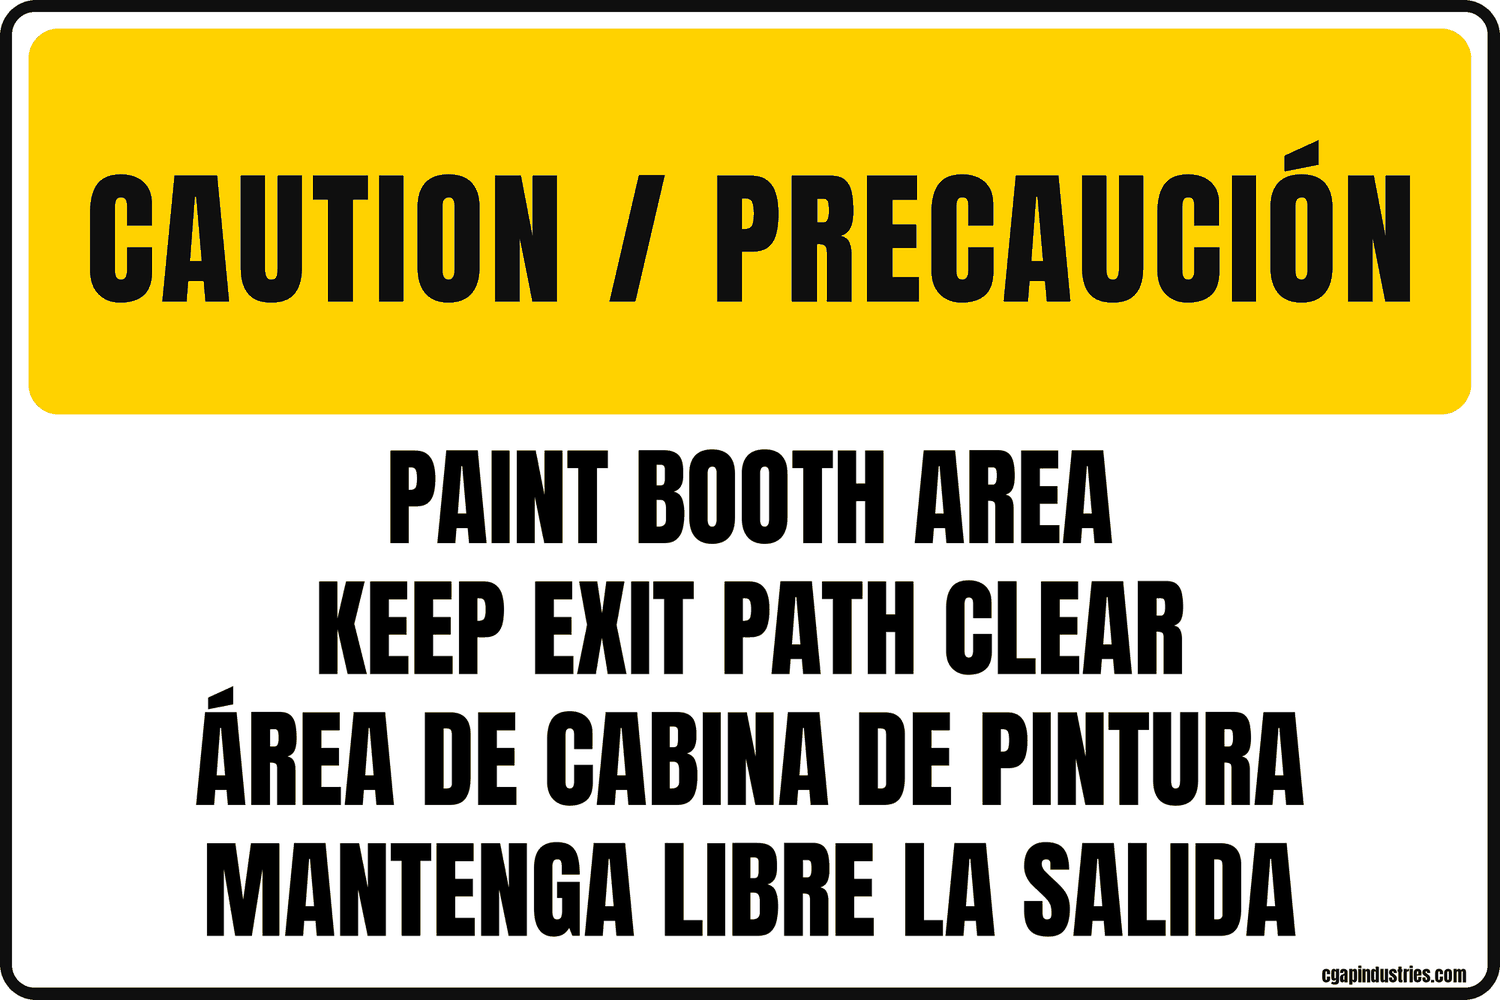 CAUTION / PRECAUCIÓN
PAINT BOOTH AREA
KEEP EXIT PATH CLEAR
ÁREA DE CABINA DE PINTURA
MANTENGA LIBRE LA SALIDA
cgapindustries.com